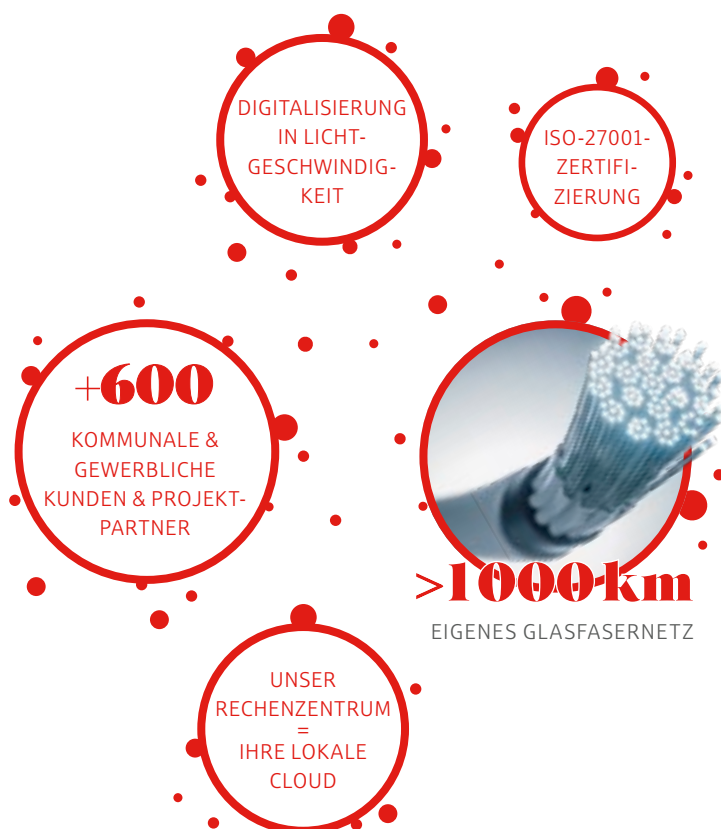 DIGITALISIERUNG
IN LICHT-
GESCHWINDIG-
KEIT
ISO-27001-
ZERTIFI-
ZIERUNG
+600
KOMMUNALE &
GEWERBLICHE
KUNDEN & PROJEKT-
PARTNER
>1000 km
EIGENES GLASFASERNETZ
UNSER
RECHENZENTRUM
=
IHRE LOKALE
CLOUD